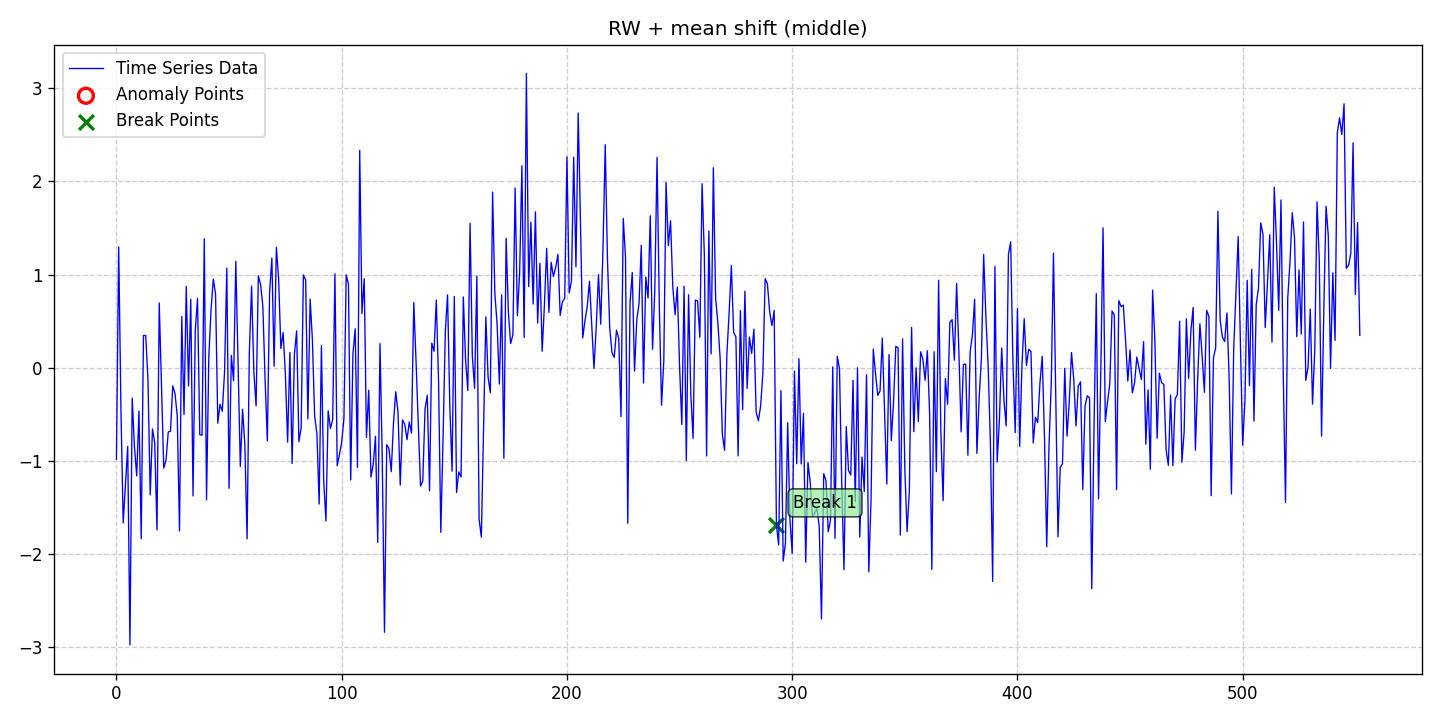 RW + mean shift (middle)
Time Series Data
Anomaly Points
Break Points
Break 1
3
2
1
0
−1
−2
−3
0
100
200
300
400
500